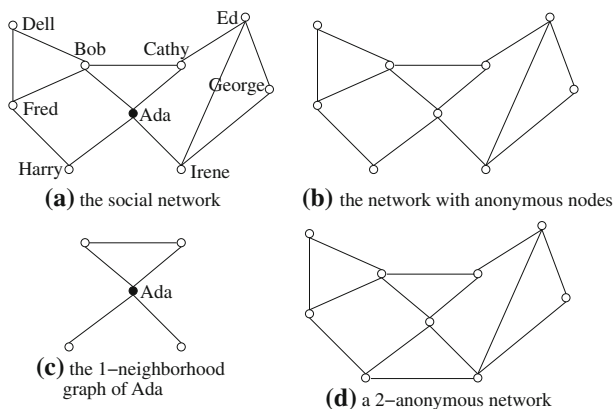 Dell
Ed
Bob
Cathy
George
Fred
Ada
Harry
Irene
(a) the social network
(b) the network with anonymous nodes
Ada
(c) the 1−neighborhood
graph of Ada
(d) a 2−anonymous network